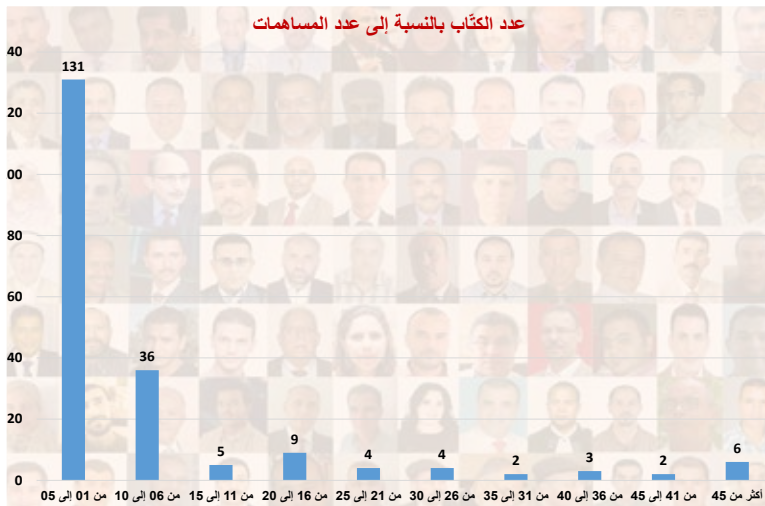 عدد الكتّاب بالنسبة إلى عدد المساهمات
40
20
00
80
60
40
20
0
131
36
5
9
4
4
2
3
2
6
من 01 إلى 05
من 06 إلى 10
من 11 إلى 15
من 16 إلى 20
من 21 إلى 25
من 26 إلى 30
من 31 إلى 35
من 36 إلى 40
من 41 إلى 45
أكثر من 45